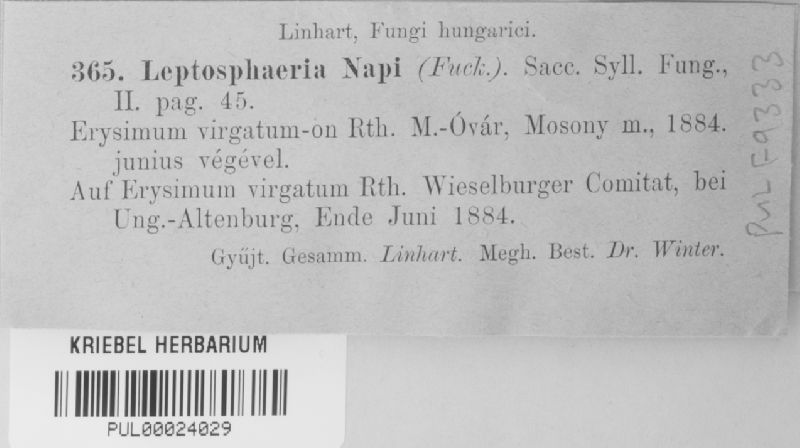 Linhart, Fungi hungarici.
365. Leptosphaeria Napi (Fuck.). Sacc. Syll. Fung.,
II. pag. 45.
Erysimum virgatum-on Rth. M.-Óvár, Mosony m., 1884.
junius végével.
Auf Erysimum virgatum Rth. Wieselburger Comitat, bei
Ung.-Altenburg, Ende Juni 1884.
Gyűjt. Gesamm. Linhart. Megh. Best. Dr. Winter.
PUL F9333
KRIEBEL HERBARIUM
PUL00024029